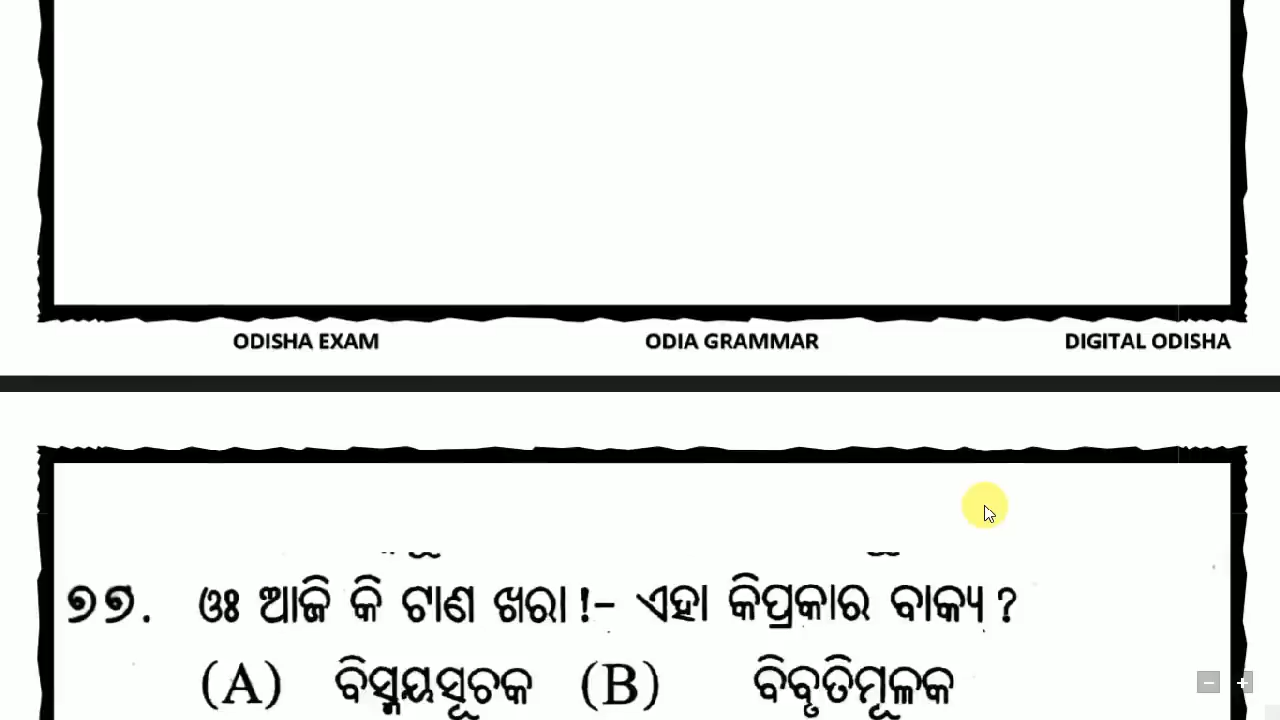 ODISHA EXAM ODIA GRAMMAR DIGITAL ODISHA
୭୭. ଓଃ ଆଜି କି ଟାଣ ଖରା !– ଏହା କିପ୍ରକାର ବାକ୍ୟ ?
(A) ବିସ୍ମୟସୂଚକ (B) ବିବୃତିମୂଳକ